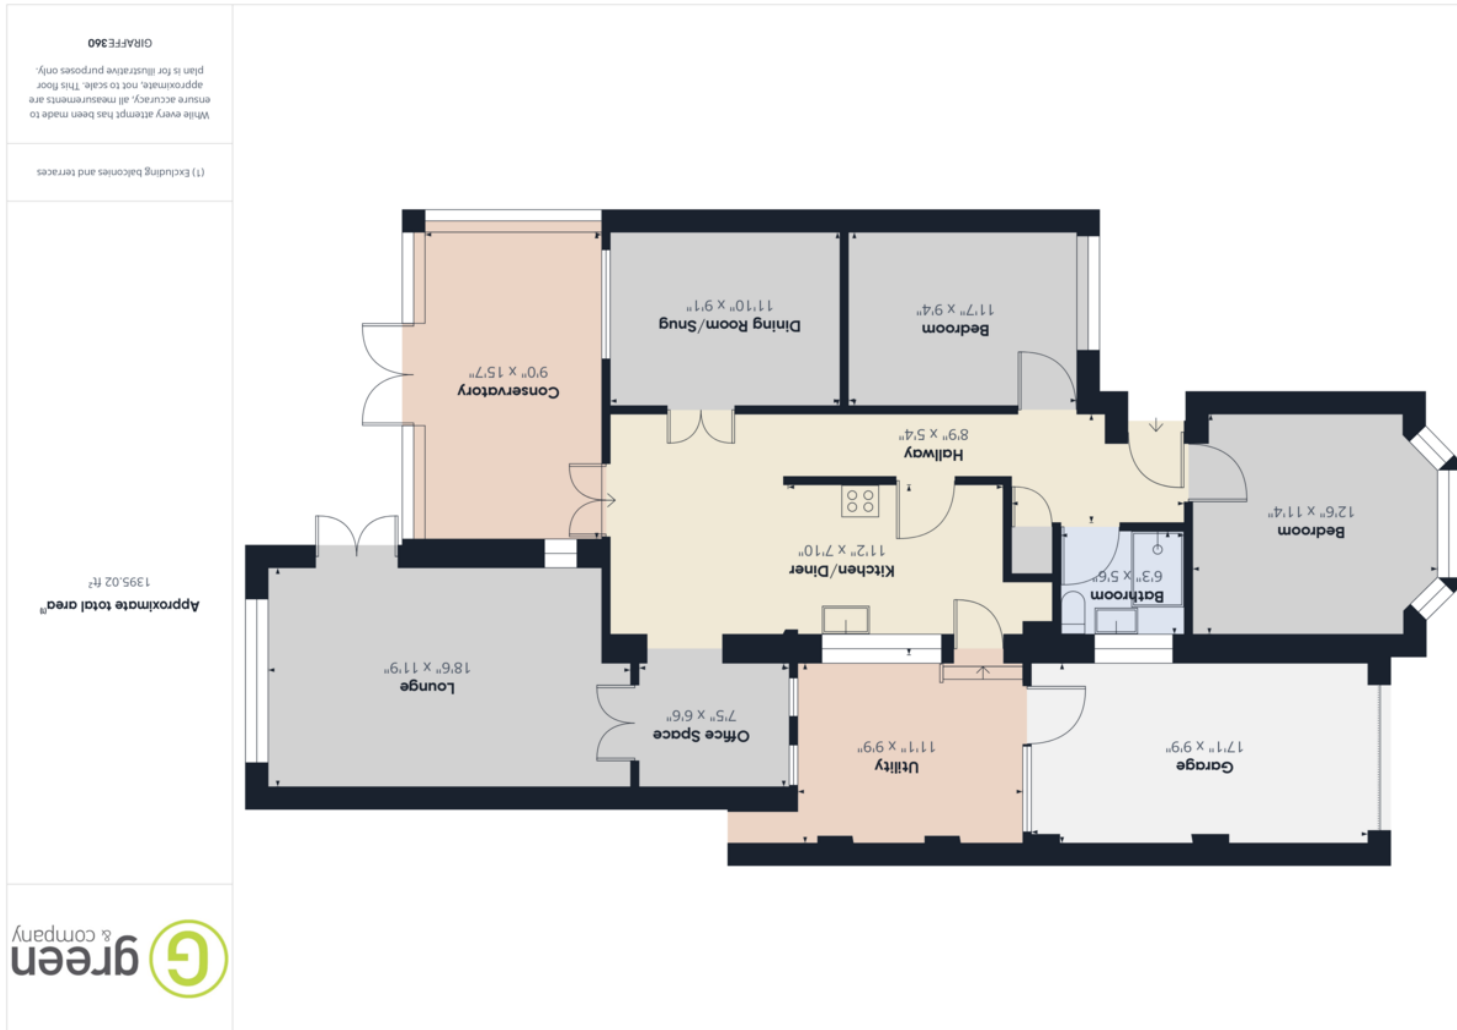 G green
& company
Garage
17'1" x 9'9"
Utility
11'1" x 9'9"
Office Space
7'5" x 6'6"
Lounge
18'6" x 11'9"
Bedroom
12'6" x 11'4"
Bathroom
6'3" x 5'6"
Kitchen/Diner
11'2" x 7'10"
Hallway
8'9" x 5'4"
Conservatory
9'0" x 15'7"
Bedroom
11'7" x 9'4"
Dining Room/Snug
11'10" x 9'1"
Approximate total area⁽¹⁾
1395.02 ft²
(1) Excluding balconies and terraces
While every attempt has been made to
ensure accuracy, all measurements are
approximate, not to scale. This floor
plan is for illustrative purposes only.
GIRAFFE360